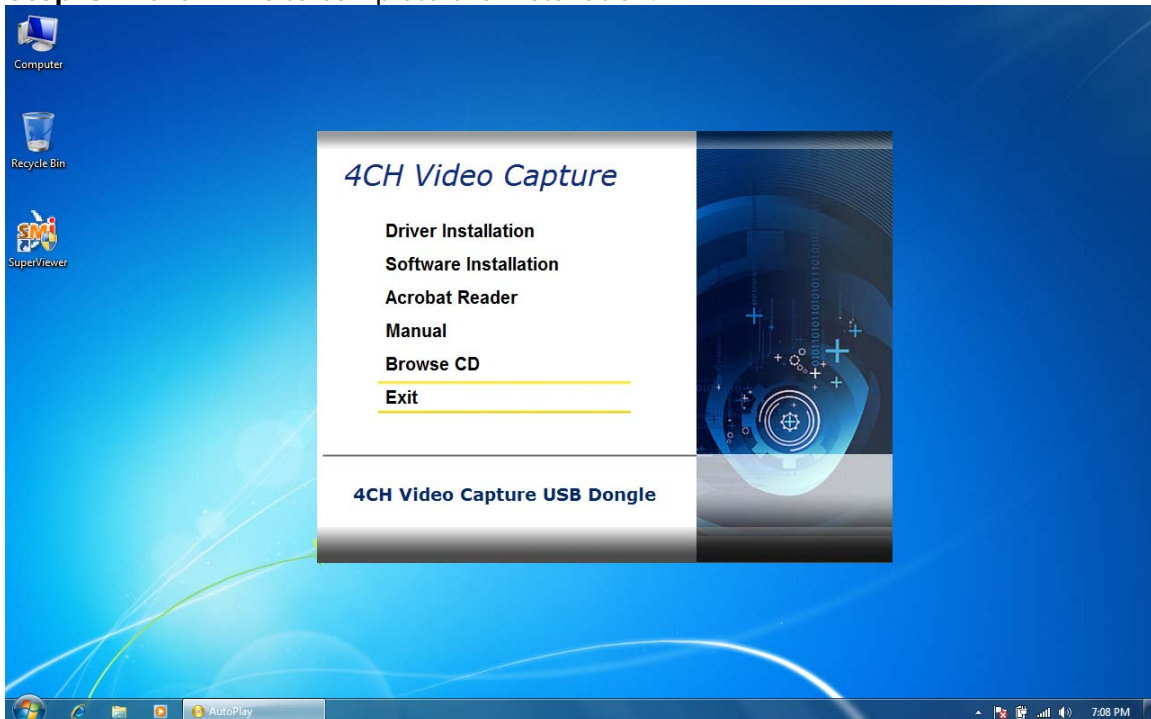 Computer
Recycle Bin
SMI
SuperViewer
4CH Video Capture
Driver Installation
Software Installation
Acrobat Reader
Manual
Browse CD
Exit
4CH Video Capture USB Dongle
AutoPlay
7:08 PM